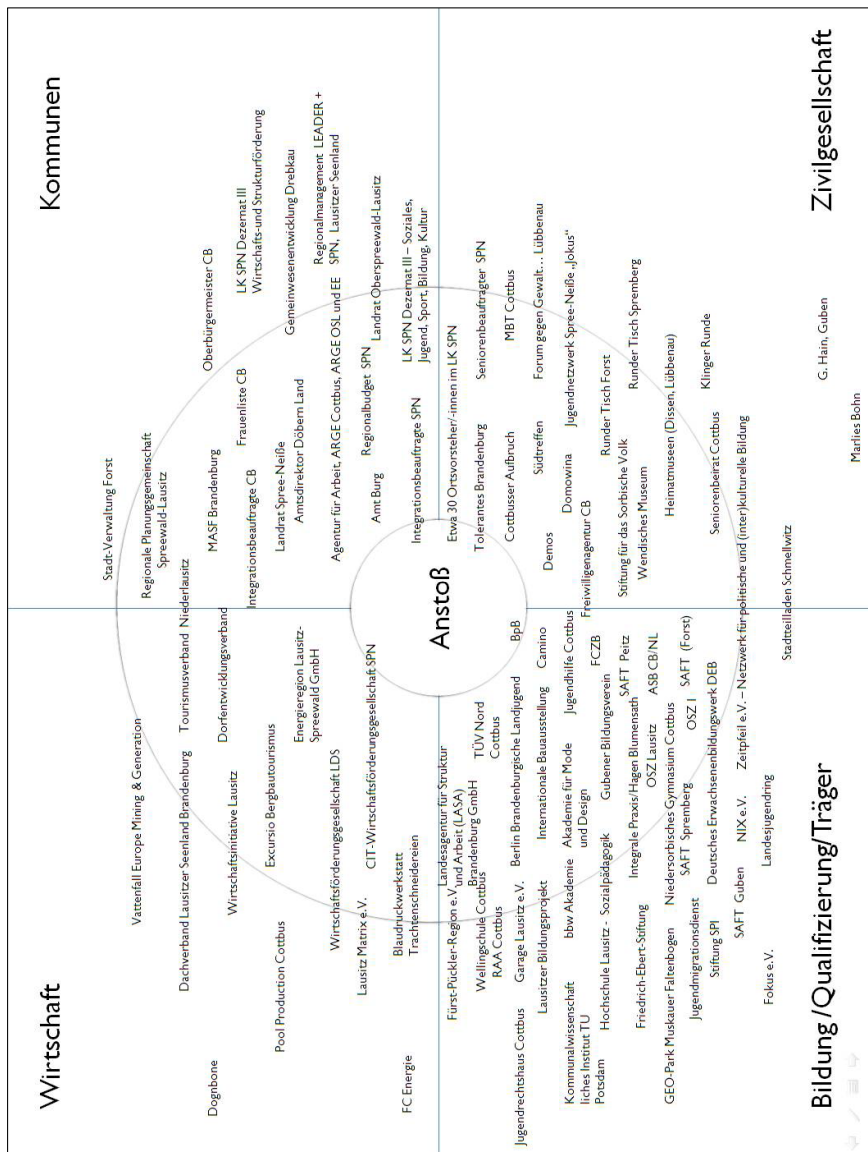 Wirtschaft
Kommunen
Vattenfall Europe Mining & Generation
Stadt-Verwaltung Forst
Regionale Planungsgemeinschaft
Spreewald-Lausitz
Dachverband Lausitzer Seenland Brandenburg
Tourismusverband Niederlausitz
Dognbone
Wirtschaftsinitiative Lausitz
Dorfentwicklungsverband
MASF Brandenburg
Oberbürgermeister CB
Frauenliste CB
LK SPN Dezernat III
Wirtschafts-und Strukturförderung
Integrationsbeauftragte CB
Pool Production Cottbus
Excursio Bergbautourismus
Landrat Spree-Neiße
Gemeinwesenentwicklung Drebkau
Energieregion Lausitz-
Spreewald GmbH
Amtsdirektor Döbern Land
Regionalmanagement LEADER +
SPN, Lausitzer Seenland
Wirtschaftsförderungsgesellschaft LDS
Agentur für Arbeit, ARGE Cottbus, ARGE OSL und EE
Lausitz Matrix e.V.
CIT-Wirtschaftsförderungsgesellschaft SPN
Regionalbudget SPN
Amt Burg
Landrat Oberspreewald-Lausitz
Blaudruckwerkstatt
Trachtenschneidereien
FC Energie
Integrationsbeauftragte SPN
LK SPN Dezernat III – Soziales,
Jugend, Sport, Bildung, Kultur
Anstoß
Landesagentur für Struktur
und Arbeit (LASA)
Brandenburg GmbH
Fürst-Pückler-Region e.V.
Wellingschule Cottbus
RAA Cottbus
TÜV Nord
Cottbus
BpB
Jugendrechtshaus Cottbus
Garage Lausitz e.V.
Berlin Brandenburgische Landjugend
Lausitzer Bildungsprojekt
Internationale Bauausstellung
Camino
Kommunalwissenschaft
liches Institut TU
Potsdam
bbw Akademie
Akademie für Mode
und Design
Jugendhilfe Cottbus
FCZB
Hochschule Lausitz - Sozialpädagogik
Gubener Bildungsverein
SAFT Peitz
Friedrich-Ebert-Stiftung
Integrale Praxis/Hagen Blumensath
OSZ Lausitz
ASB CB/NL
GEO-Park Muskauer Faltenbogen
Niedersorbisches Gymnasium Cottbus
SAFT Spremberg
OSZ I
SAFT (Forst)
Jugendmigrationsdienst
Stiftung SPI
Deutsches Erwachsenenbildungswerk DEB
SAFT Guben
NIX e.V.
Zeitpfeil e.V. – Netzwerk für politische und (inter)kulturelle Bildung
Fokus e.V.
Landesjugendring
Stadtteilladen Schmellwitz
Bildung /Qualifizierung/Träger
Etwa 30 Ortsvorsteher/-innen im LK SPN
Tolerantes Brandenburg
Seniorenbeauftragter SPN
Cottbusser Aufbruch
MBT Cottbus
Südtreffen
Forum gegen Gewalt… Lübbenau
Demos
Domowina
Jugendnetzwerk Spree-Neiße „Jokus“
Freiwilligenagentur CB
Runder Tisch Forst
Stiftung für das Sorbische Volk
Wendisches Museum
Runder Tisch Spremberg
Heimatmuseen (Dissen, Lübbenau)
Klinger Runde
Seniorenbeirat Cottbus
G. Hain, Guben
Marlies Bohn
Zivilgesellschaft